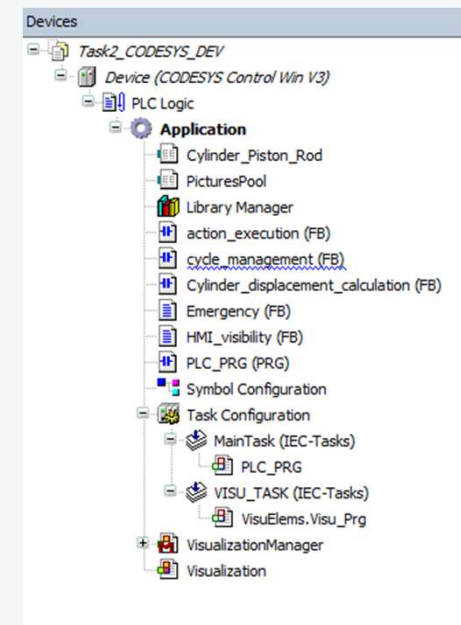 Devices
Task2_CODESYS_DEV
Device (CODESYS Control Win V3)
PLC Logic
Application
Cylinder_Piston_Rod
PicturesPool
Library Manager
action_execution (FB)
cycle_management (FB)
Cylinder_displacement_calculation (FB)
Emergency (FB)
HMI_visibility (FB)
PLC_PRG (PRG)
Symbol Configuration
Task Configuration
MainTask (IEC-Tasks)
PLC_PRG
VISU_TASK (IEC-Tasks)
VisuElems.Visu_Prg
VisualizationManager
Visualization